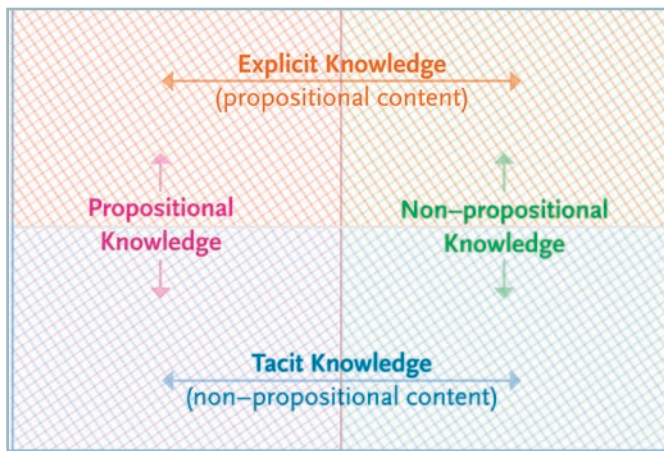 Explicit Knowledge
(propositional content)
Propositional
Knowledge
Non–propositional
Knowledge
Tacit Knowledge
(non–propositional content)